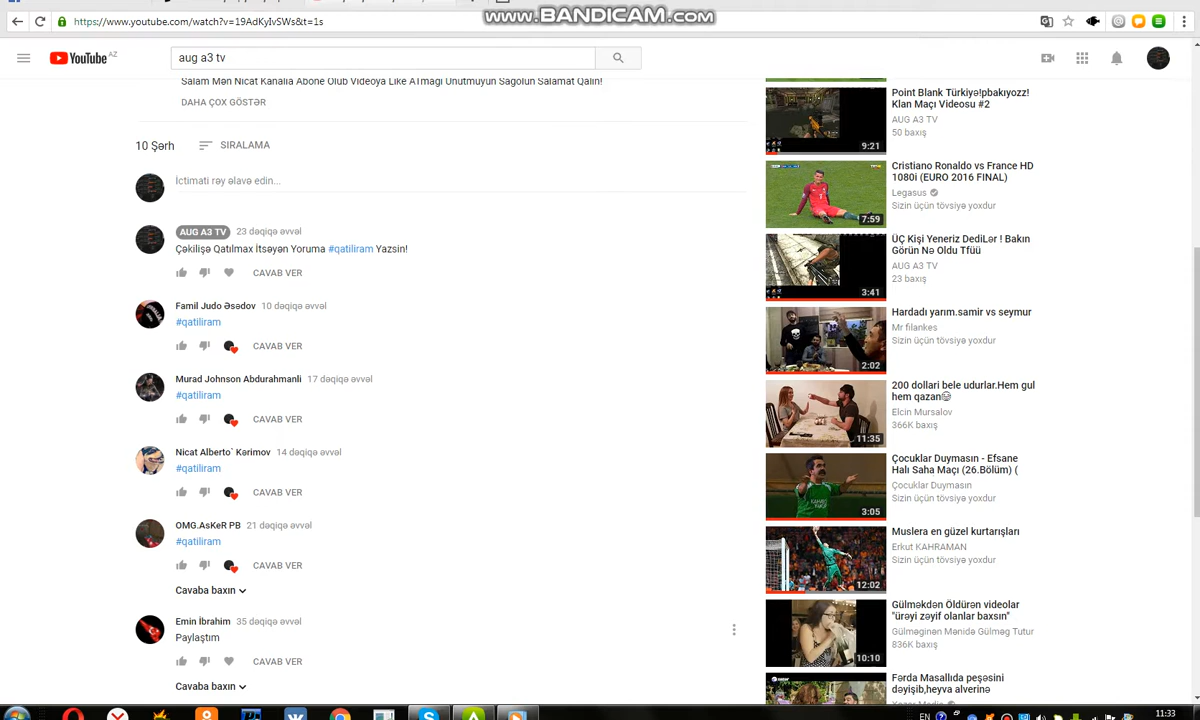 www.BANDICAM.com
https://www.youtube.com/watch?v=19AdKyIvSWs&t=1s
YouTube AZ
aug a3 tv
Salam Mən Nicat Kanalıa Abone Olub Videoya Like ATmağı Unutmuyun Sağolun Salamat Qalın!
DAHA ÇOX GÖSTƏR
10 Şərh
SIRALAMA
İctimati rəy əlavə edin...
AUG A3 TV 23 dəqiqə əvvəl
Çəkilişə Qatılmax İtsəyən Yoruma #qatiliram Yazsin!
CAVAB VER
Famil Judo Əsədov 10 dəqiqə əvvəl
#qatiliram
CAVAB VER
Murad Johnson Abdurahmanli 17 dəqiqə əvvəl
#qatiliram
CAVAB VER
Nicat Alberto` Kərimov 14 dəqiqə əvvəl
#qatiliram
CAVAB VER
OMG.AsKeR PB 21 dəqiqə əvvəl
#qatiliram
CAVAB VER
Cavaba baxın
Emin İbrahim 35 dəqiqə əvvəl
Paylaştım
CAVAB VER
Cavaba baxın
Point Blank Türkiyə!pbakıyozz!
Klan Maçı Videosu #2
AUG A3 TV
50 baxış
9:21
Cristiano Ronaldo vs France HD
1080i (EURO 2016 FINAL)
Legasus
Sizin üçün tövsiyə yoxdur
7:59
ÜÇ Kişi Yeneriz DediLər ! Bakın
Görün Nə Oldu Tfüü
AUG A3 TV
23 baxış
3:41
Hardadı yarım.samir vs seymur
Mr filankes
Sizin üçün tövsiyə yoxdur
2:02
200 dollari bele udurlar.Hem gul
hem qazan😂
Elcin Mursalov
366K baxış
11:35
Çocuklar Duymasın - Efsane
Halı Saha Maçı (26.Bölüm) (
Çocuklar Duymasın
Sizin üçün tövsiyə yoxdur
3:05
Muslera en güzel kurtarışları
Erkut KAHRAMAN
Sizin üçün tövsiyə yoxdur
12:02
Gülməkdən Öldürən videolar
"ürəyi zəyif olanlar baxsın"
Gülməginən Mənidə Gülməg Tutur
836K baxış
10:10
Fərda Masallıda peşəsini
dəyişib,heyva alverinə
EN
11:33